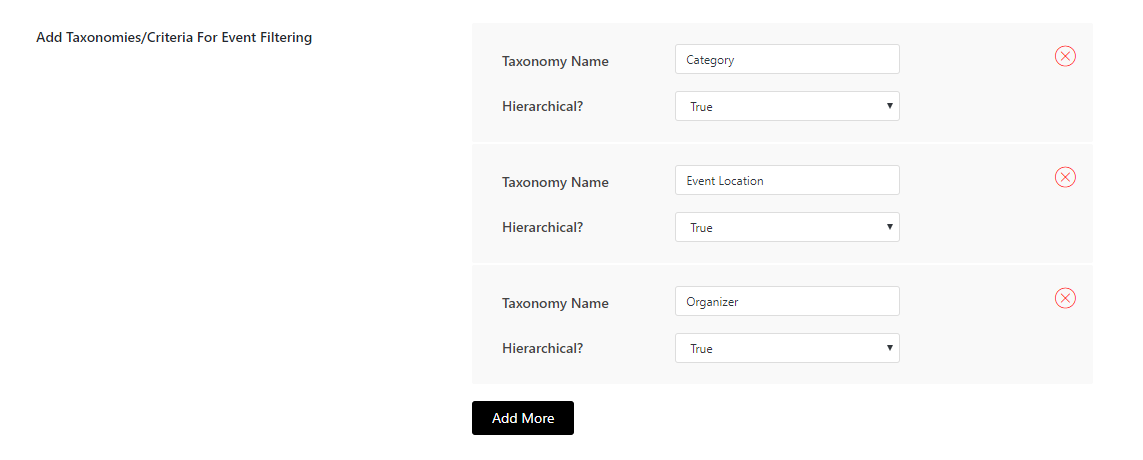 Add Taxonomies/Criteria For Event Filtering
Taxonomy Name Category
Hierarchical? True
Taxonomy Name Event Location
Hierarchical? True
Taxonomy Name Organizer
Hierarchical? True
Add More